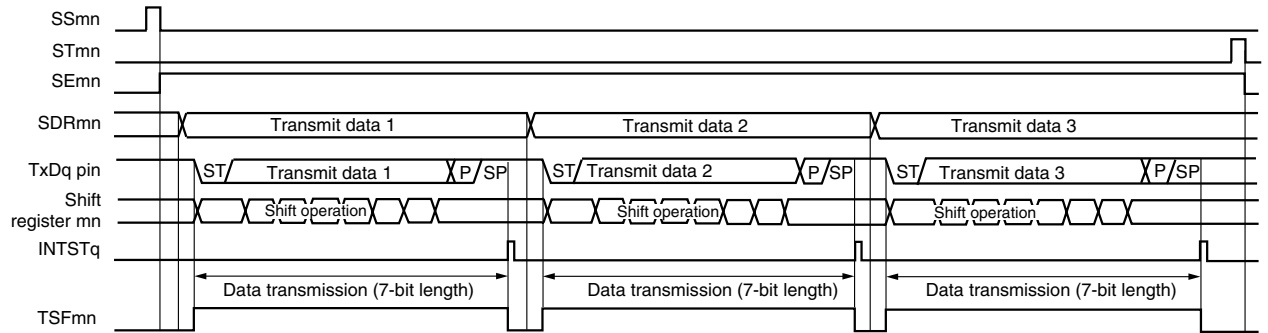 SSmn
STmn
SEmn
SDRmn Transmit data 1 Transmit data 2 Transmit data 3
TxDq pin ST Transmit data 1 P SP ST Transmit data 2 P SP ST Transmit data 3 P SP
Shift
register mn Shift operation Shift operation Shift operation
INTSTq
Data transmission (7-bit length) Data transmission (7-bit length) Data transmission (7-bit length)
TSFmn